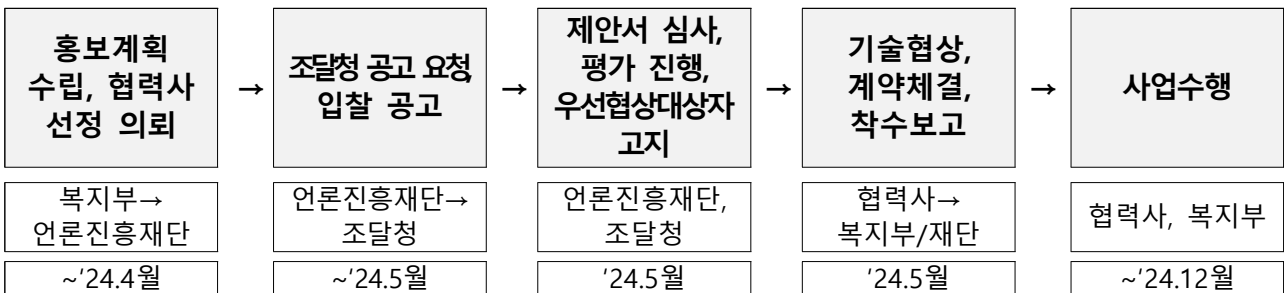 홍보계획
수립, 협력사
선정 의뢰
→
조달청 공고 요청,
입찰 공고
→
제안서 심사,
평가 진행,
우선협상대상자
고지
→
기술협상,
계약체결,
착수보고
→
사업수행
복지부→
언론진흥재단
언론진흥재단→
조달청
언론진흥재단,
조달청
협력사→
복지부/재단
협력사, 복지부
~'24.4월
~'24.5월
'24.5월
'24.5월
~'24.12월